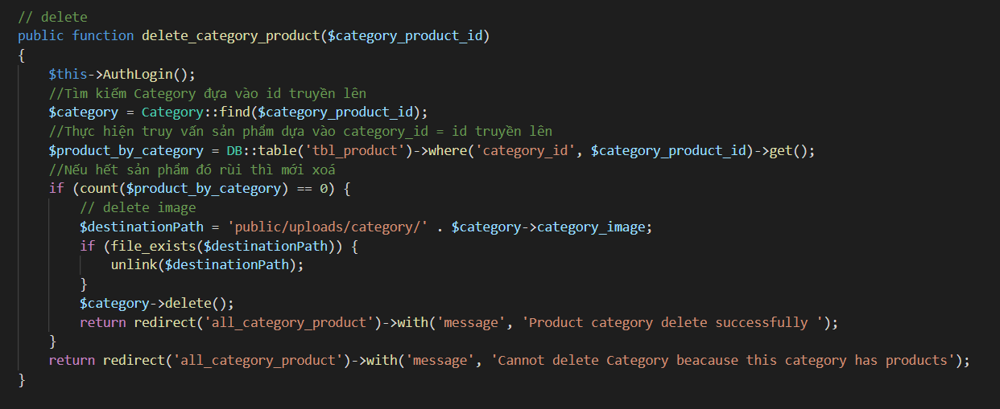 // delete
public function delete_category_product($category_product_id)
{
$this->AuthLogin();
//Tìm kiếm Category đựa vào id truyền lên
$category = Category::find($category_product_id);
//Thực hiện truy vấn sản phẩm dựa vào category_id = id truyền lên
$product_by_category = DB::table('tbl_product')->where('category_id', $category_product_id)->get();
//Nếu hết sản phẩm đó rùi thì mới xoá
if (count($product_by_category) == 0) {
// delete image
$destinationPath = 'public/uploads/category/' . $category->category_image;
if (file_exists($destinationPath)) {
unlink($destinationPath);
}
$category->delete();
return redirect('all_category_product')->with('message', 'Product category delete successfully ');
}
return redirect('all_category_product')->with('message', 'Cannot delete Category beacause this category has products');
}